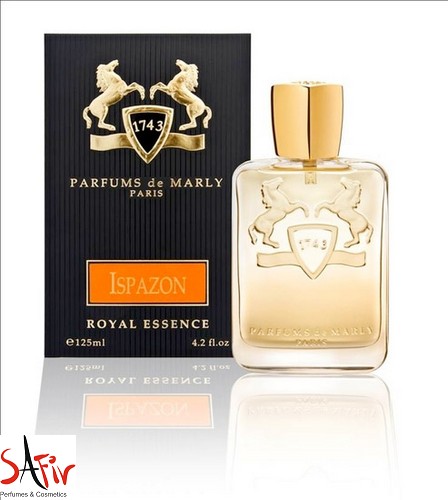 1743
PARFUMS de MARLY
PARIS
ISPAZON
ROYAL ESSENCE
℮125ml 4.2 fl.oz
1743
PARFUMS de MARLY
PARIS
SAFir
Perfumes & Cosmetics